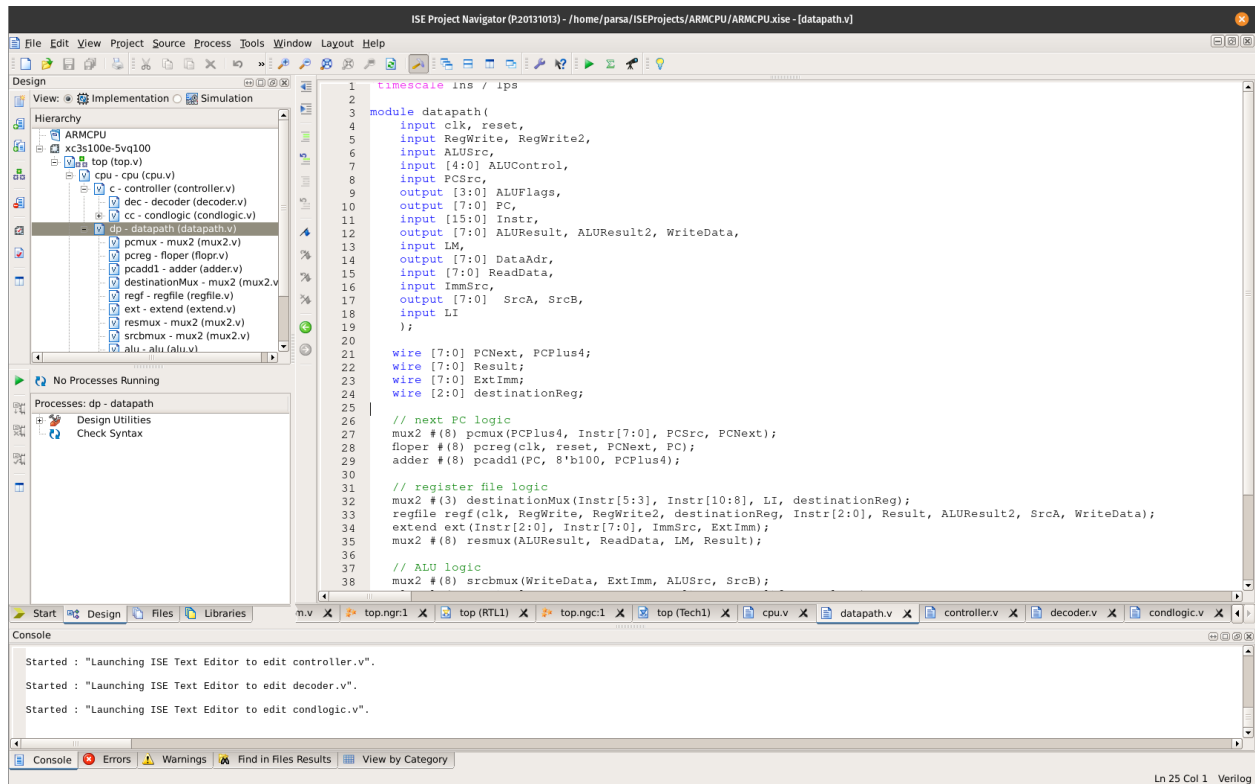 ISE Project Navigator (P.20131013) - /home/parsa/ISEProjects/ARMCPU/ARMCPU.xise - [datapath.v]
File Edit View Project Source Process Tools Window Layout Help
Design
View: Implementation Simulation
Hierarchy
ARMCPU
xc3s100e-5vq100
top (top.v)
cpu - cpu (cpu.v)
c - controller (controller.v)
dec - decoder (decoder.v)
cc - condlogic (condlogic.v)
dp - datapath (datapath.v)
pcmux - mux2 (mux2.v)
pcreg - floper (flopr.v)
pcadd1 - adder (adder.v)
destinationMux - mux2 (mux2.v
regf - regfile (regfile.v)
ext - extend (extend.v)
resmux - mux2 (mux2.v)
srcbmux - mux2 (mux2.v)
alu - alu (alu.v)
No Processes Running
Processes: dp - datapath
Design Utilities
Check Syntax
Start Design Files Libraries
1 `timescale 1ns / 1ps
2
3 module datapath(
4 input clk, reset,
5 input RegWrite, RegWrite2,
6 input ALUSrc,
7 input [4:0] ALUControl,
8 input PCSrc,
9 output [3:0] ALUFlags,
10 output [7:0] PC,
11 input [15:0] Instr,
12 output [7:0] ALUResult, ALUResult2, WriteData,
13 input LM,
14 output [7:0] DataAdr,
15 input [7:0] ReadData,
16 input ImmSrc,
17 output [7:0] SrcA, SrcB,
18 input LI
19 );
20
21 wire [7:0] PCNext, PCPlus4;
22 wire [7:0] Result;
23 wire [7:0] ExtImm;
24 wire [2:0] destinationReg;
25
26 // next PC logic
27 mux2 #(8) pcmux(PCPlus4, Instr[7:0], PCSrc, PCNext);
28 floper #(8) pcreg(clk, reset, PCNext, PC);
29 adder #(8) pcadd1(PC, 8'b100, PCPlus4);
30
31 // register file logic
32 mux2 #(3) destinationMux(Instr[5:3], Instr[10:8], LI, destinationReg);
33 regfile regf(clk, RegWrite, RegWrite2, destinationReg, Instr[2:0], Result, ALUResult2, SrcA, WriteData);
34 extend ext(Instr[2:0], Instr[7:0], ImmSrc, ExtImm);
35 mux2 #(8) resmux(ALUResult, ReadData, LM, Result);
36
37 // ALU logic
38 mux2 #(8) srcbmux(WriteData, ExtImm, ALUSrc, SrcB);
m.v top.ngr:1 top (RTL1) top.ngc:1 top (Tech1) cpu.v datapath.v controller.v decoder.v condlogic.v
Console
Started : "Launching ISE Text Editor to edit controller.v".
Started : "Launching ISE Text Editor to edit decoder.v".
Started : "Launching ISE Text Editor to edit condlogic.v".
Console Errors Warnings Find in Files Results View by Category
Ln 25 Col 1 Verilog